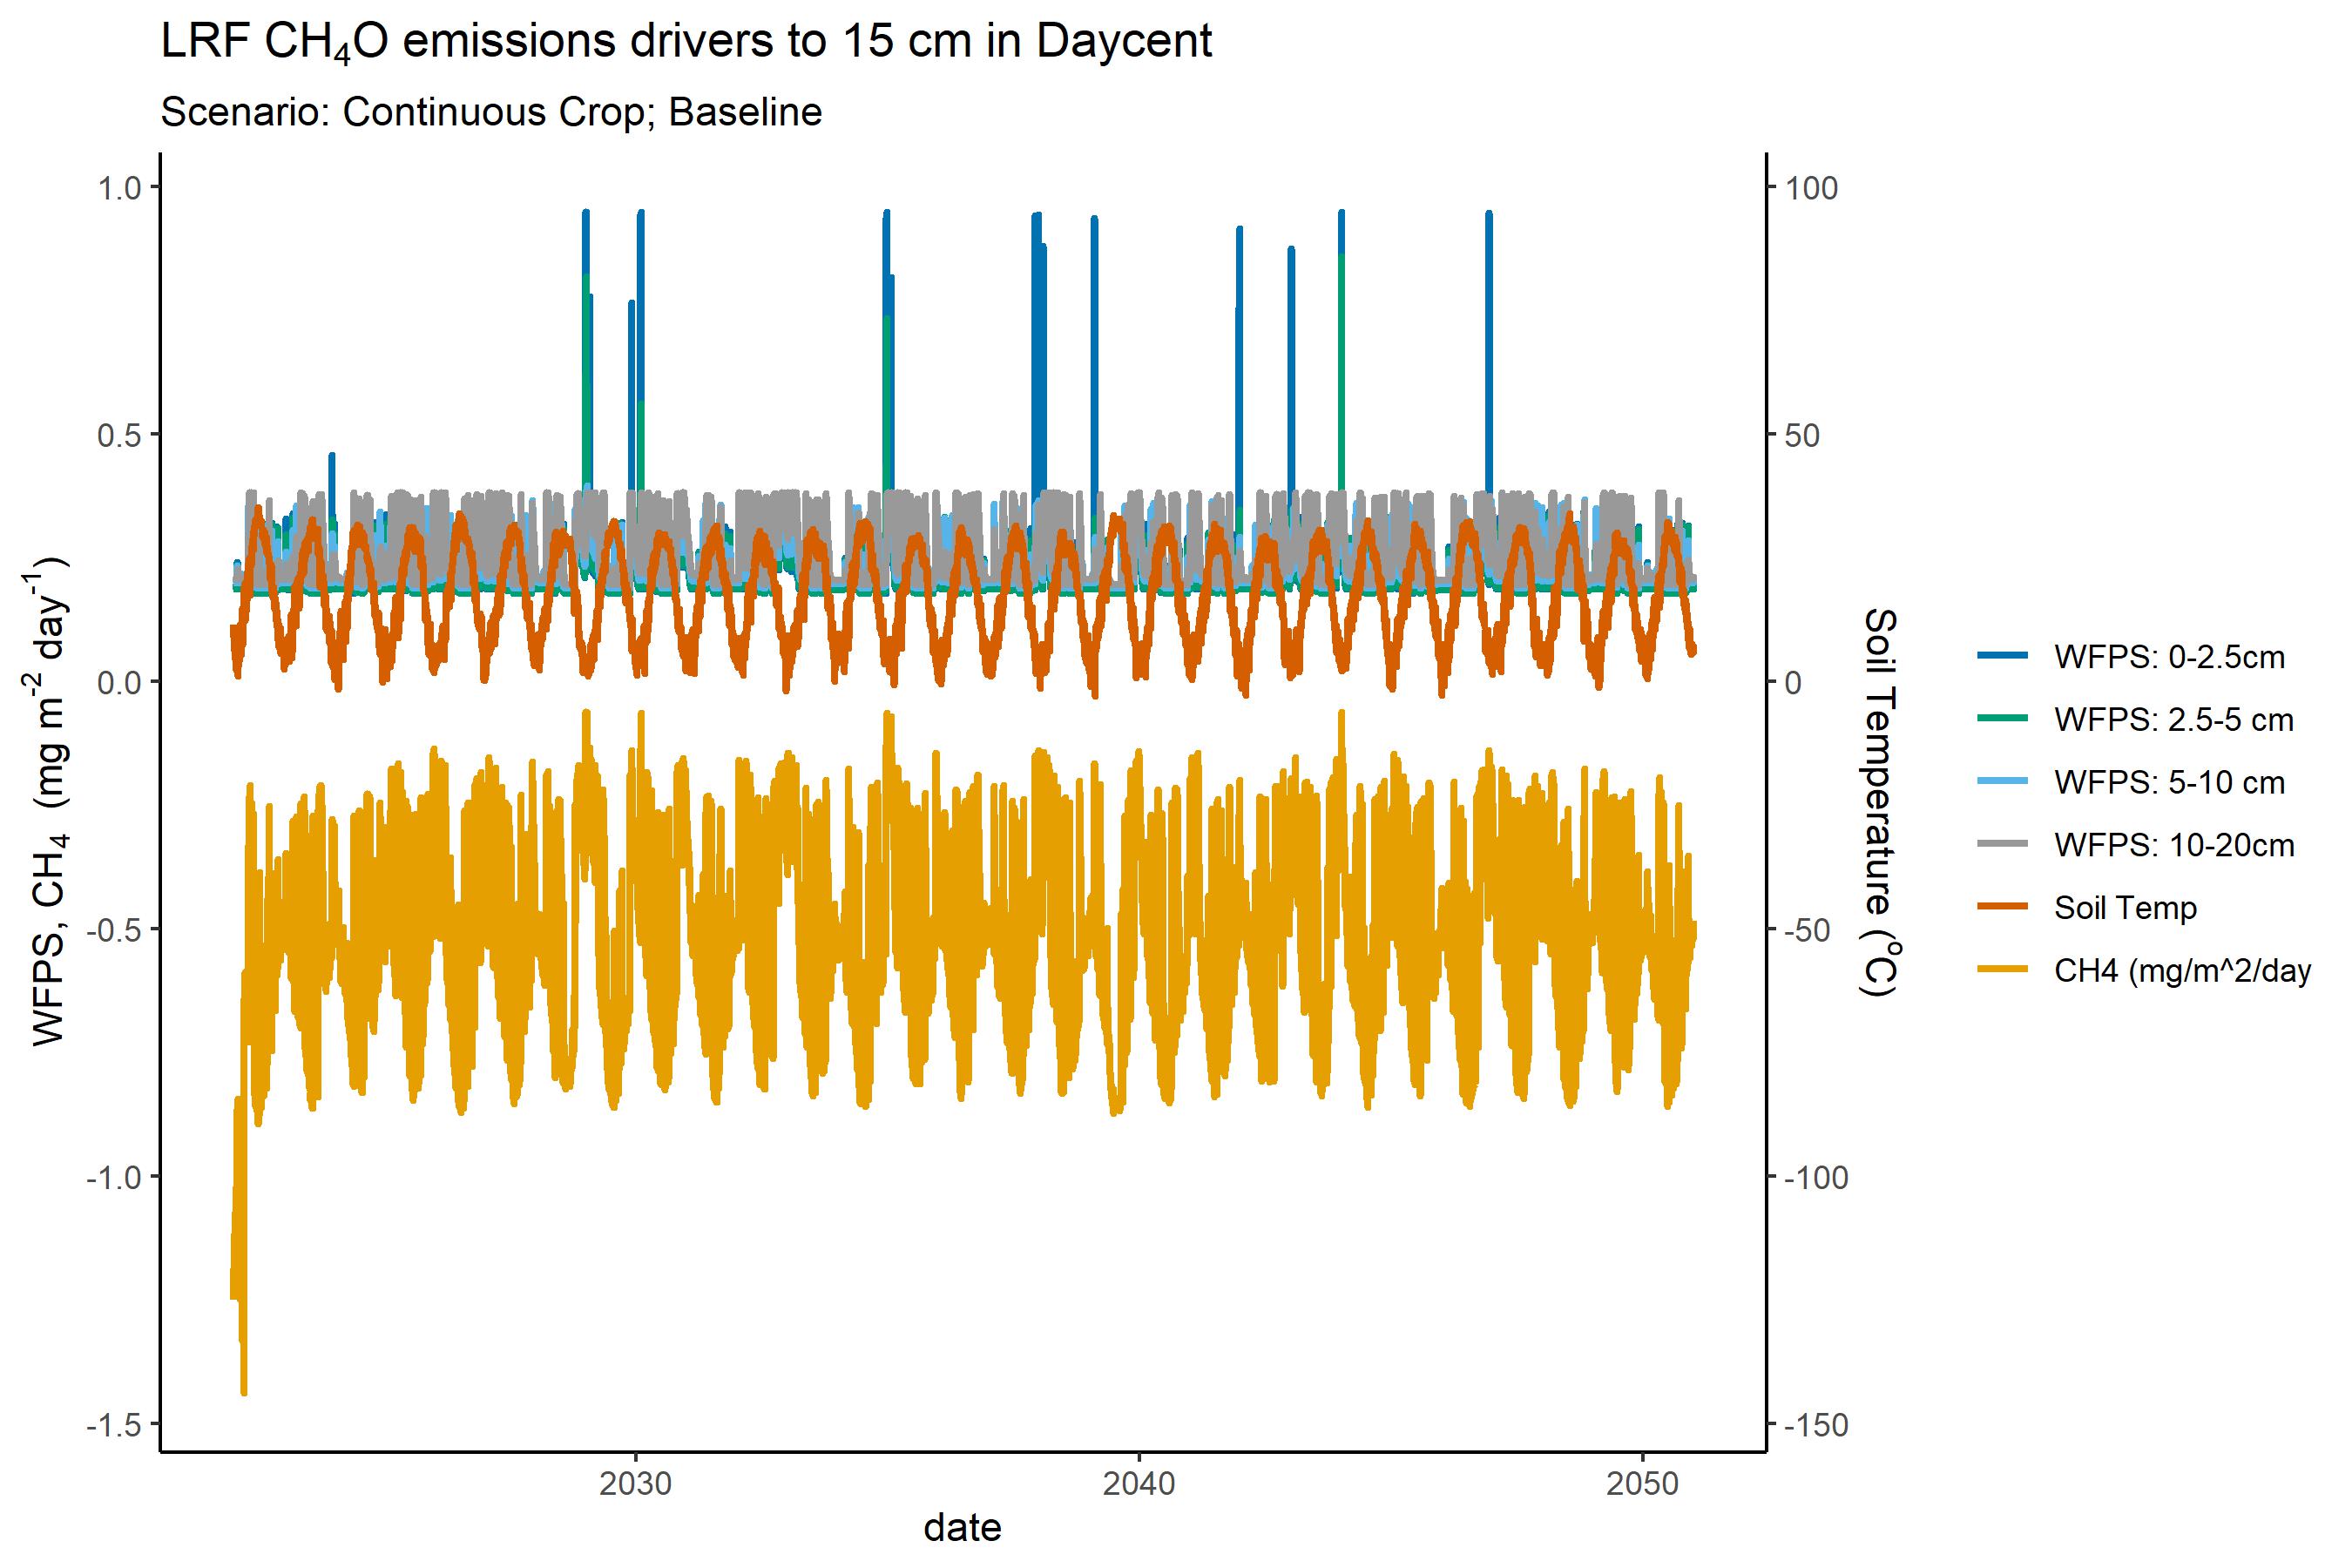 LRF CH₄O emissions drivers to 15 cm in Daycent
Scenario: Continuous Crop; Baseline
WFPS, CH₄ (mg m⁻² day⁻¹)
1.0
0.5
0.0
-0.5
-1.0
-1.5
100
50
0
-50
-100
-150
Soil Temperature (°C)
2030
2040
2050
date
WFPS: 0-2.5cm
WFPS: 2.5-5 cm
WFPS: 5-10 cm
WFPS: 10-20cm
Soil Temp
CH4 (mg/m^2/day